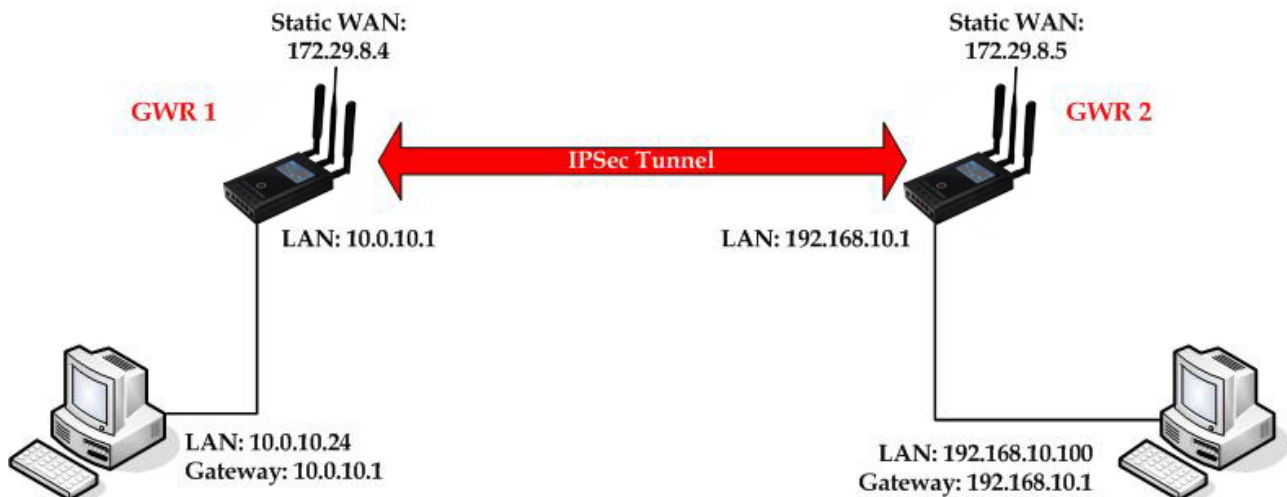 Static WAN:
172.29.8.4
Static WAN:
172.29.8.5
GWR 1
GWR 2
IPSec Tunnel
LAN: 10.0.10.1
LAN: 192.168.10.1
LAN: 10.0.10.24
Gateway: 10.0.10.1
LAN: 192.168.10.100
Gateway: 192.168.10.1